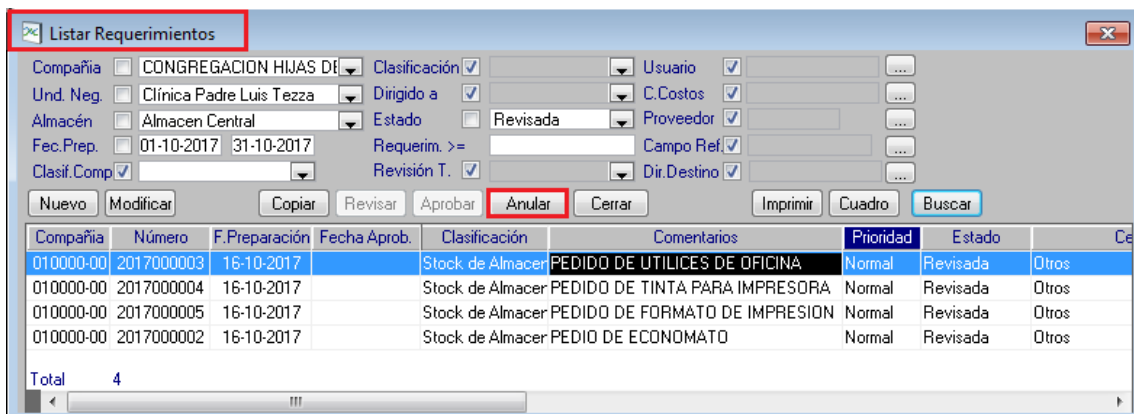 Listar Requerimientos
Compañia CONGREGACION HIJAS DE Clasificación Usuario ...
Und. Neg. Clínica Padre Luis Tezza Dirigido a C.Costos ...
Almacén Almacen Central Estado Revisada Proveedor ...
Fec.Prep. 01-10-2017 31-10-2017 Requerim. >= Campo Ref. ...
Clasif.Comp Revisión T. Dir.Destino ...
Nuevo Modificar Copiar Revisar Aprobar Anular Cerrar Imprimir Cuadro Buscar
Compañia Número F.Preparación Fecha Aprob. Clasificación Comentarios Prioridad Estado Ce
010000-00 2017000003 16-10-2017 Stock de Almacer PEDIDO DE UTILICES DE OFICINA Normal Revisada Otros
010000-00 2017000004 16-10-2017 Stock de Almacer PEDIDO DE TINTA PARA IMPRESORA Normal Revisada Otros
010000-00 2017000005 16-10-2017 Stock de Almacer PEDIDO DE FORMATO DE IMPRESION Normal Revisada Otros
010000-00 2017000002 16-10-2017 Stock de Almacer PEDIO DE ECONOMATO Normal Revisada Otros
Total 4